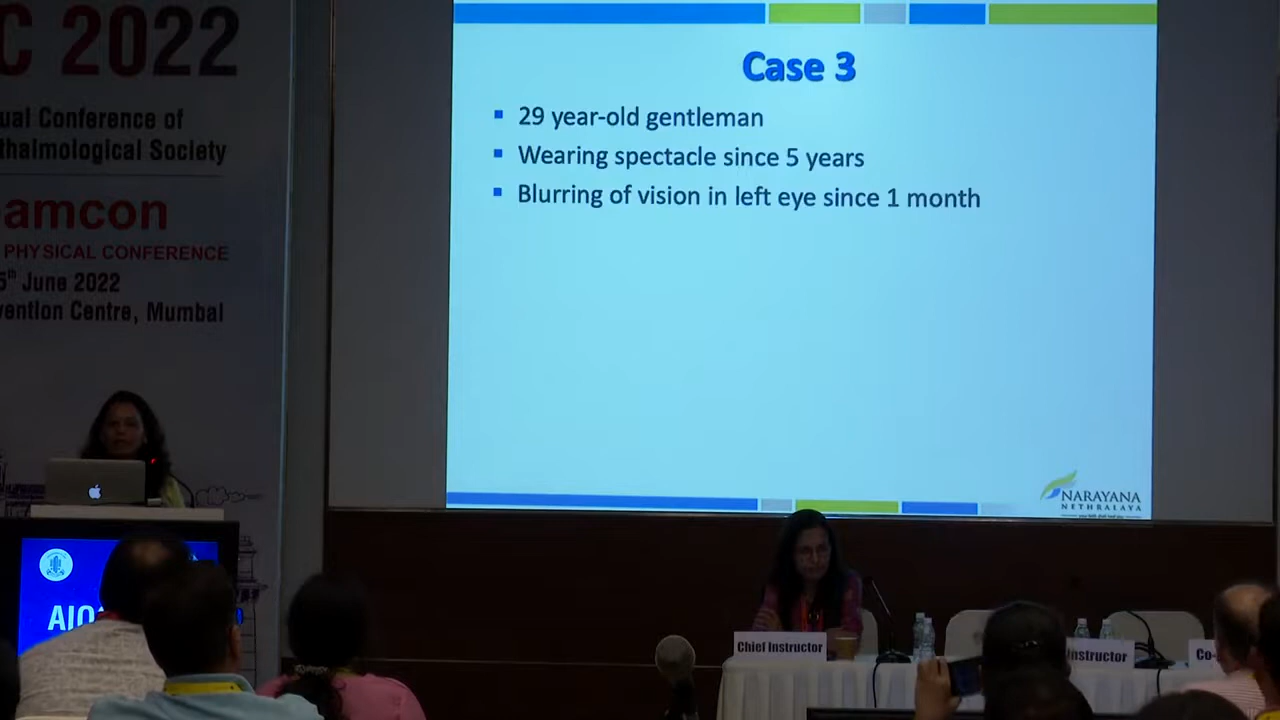 C 2022
ual Conference of
thalmological Society
amcon
PHYSICAL CONFERENCE
5th June 2022
vention Centre, Mumbai
Case 3
29 year-old gentleman
Wearing spectacle since 5 years
Blurring of vision in left eye since 1 month
NARAYANA
NETHRALAYA
AIO
Chief Instructor
Instructor
Co-